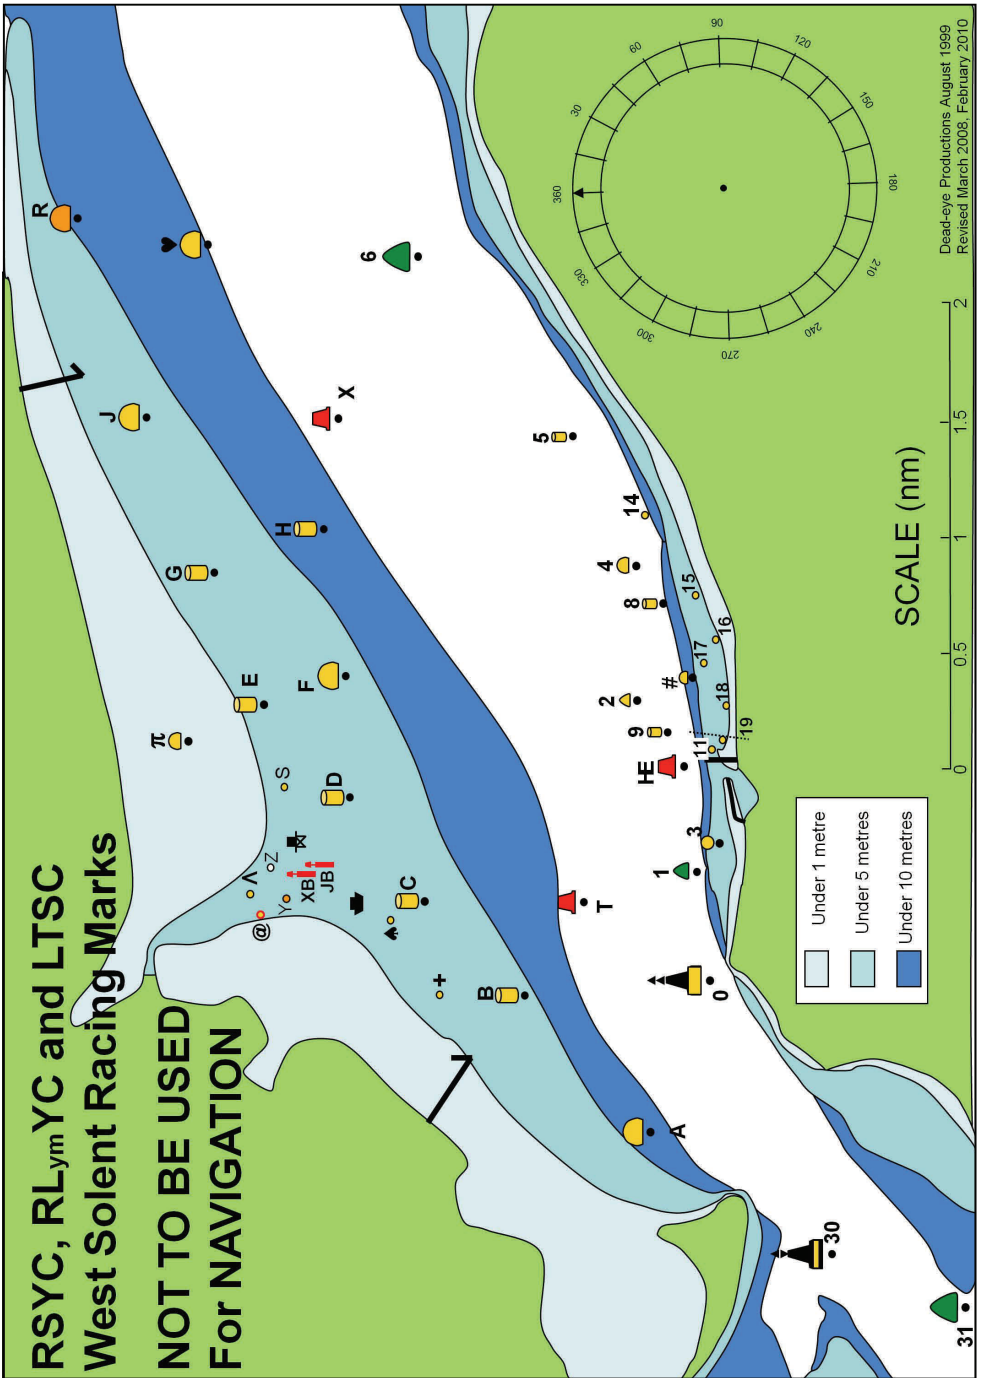 RSYC, RLymYC and LTSC
West Solent Racing Marks
NOT TO BE USED
For NAVIGATION
R
♥
6
J
X
G
H
5
π
E
F
14
4
8
15
16
17
#
18
2
9
11
19
HE
S
D
Z
Λ
Y
@
XB
JB
C
♠
+
B
T
3
1
0
A
30
31
Under 1 metre
Under 5 metres
Under 10 metres
SCALE (nm)
0
0.5
1
1.5
2
360
30
60
96
120
150
180
210
240
270
300
330
Dead-eye Productions August 1999
Revised March 2008, February 2010